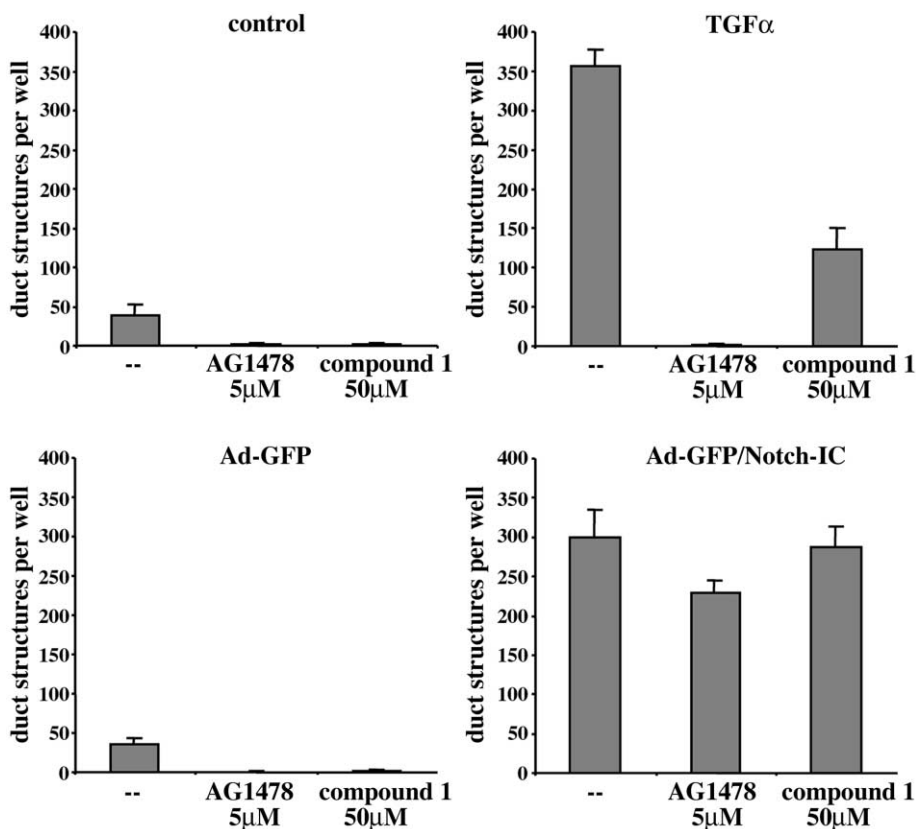 control
duct structures per well
400
350
300
250
200
150
100
50
0
-- AG1478 compound 1
5µM 50µM
TGFα
duct structures per well
400
350
300
250
200
150
100
50
0
-- AG1478 compound 1
5µM 50µM
Ad-GFP
duct structures per well
400
350
300
250
200
150
100
50
0
-- AG1478 compound 1
5µM 50µM
Ad-GFP/Notch-IC
duct structures per well
400
350
300
250
200
150
100
50
0
-- AG1478 compound 1
5µM 50µM